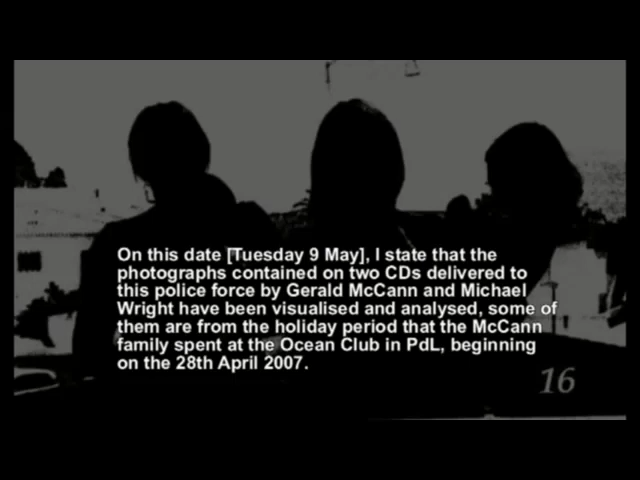 On this date [Tuesday 9 May], I state that the
photographs contained on two CDs delivered to
this police force by Gerald McCann and Michael
Wright have been visualised and analysed, some of
them are from the holiday period that the McCann
family spent at the Ocean Club in PdL, beginning
on the 28th April 2007.
16